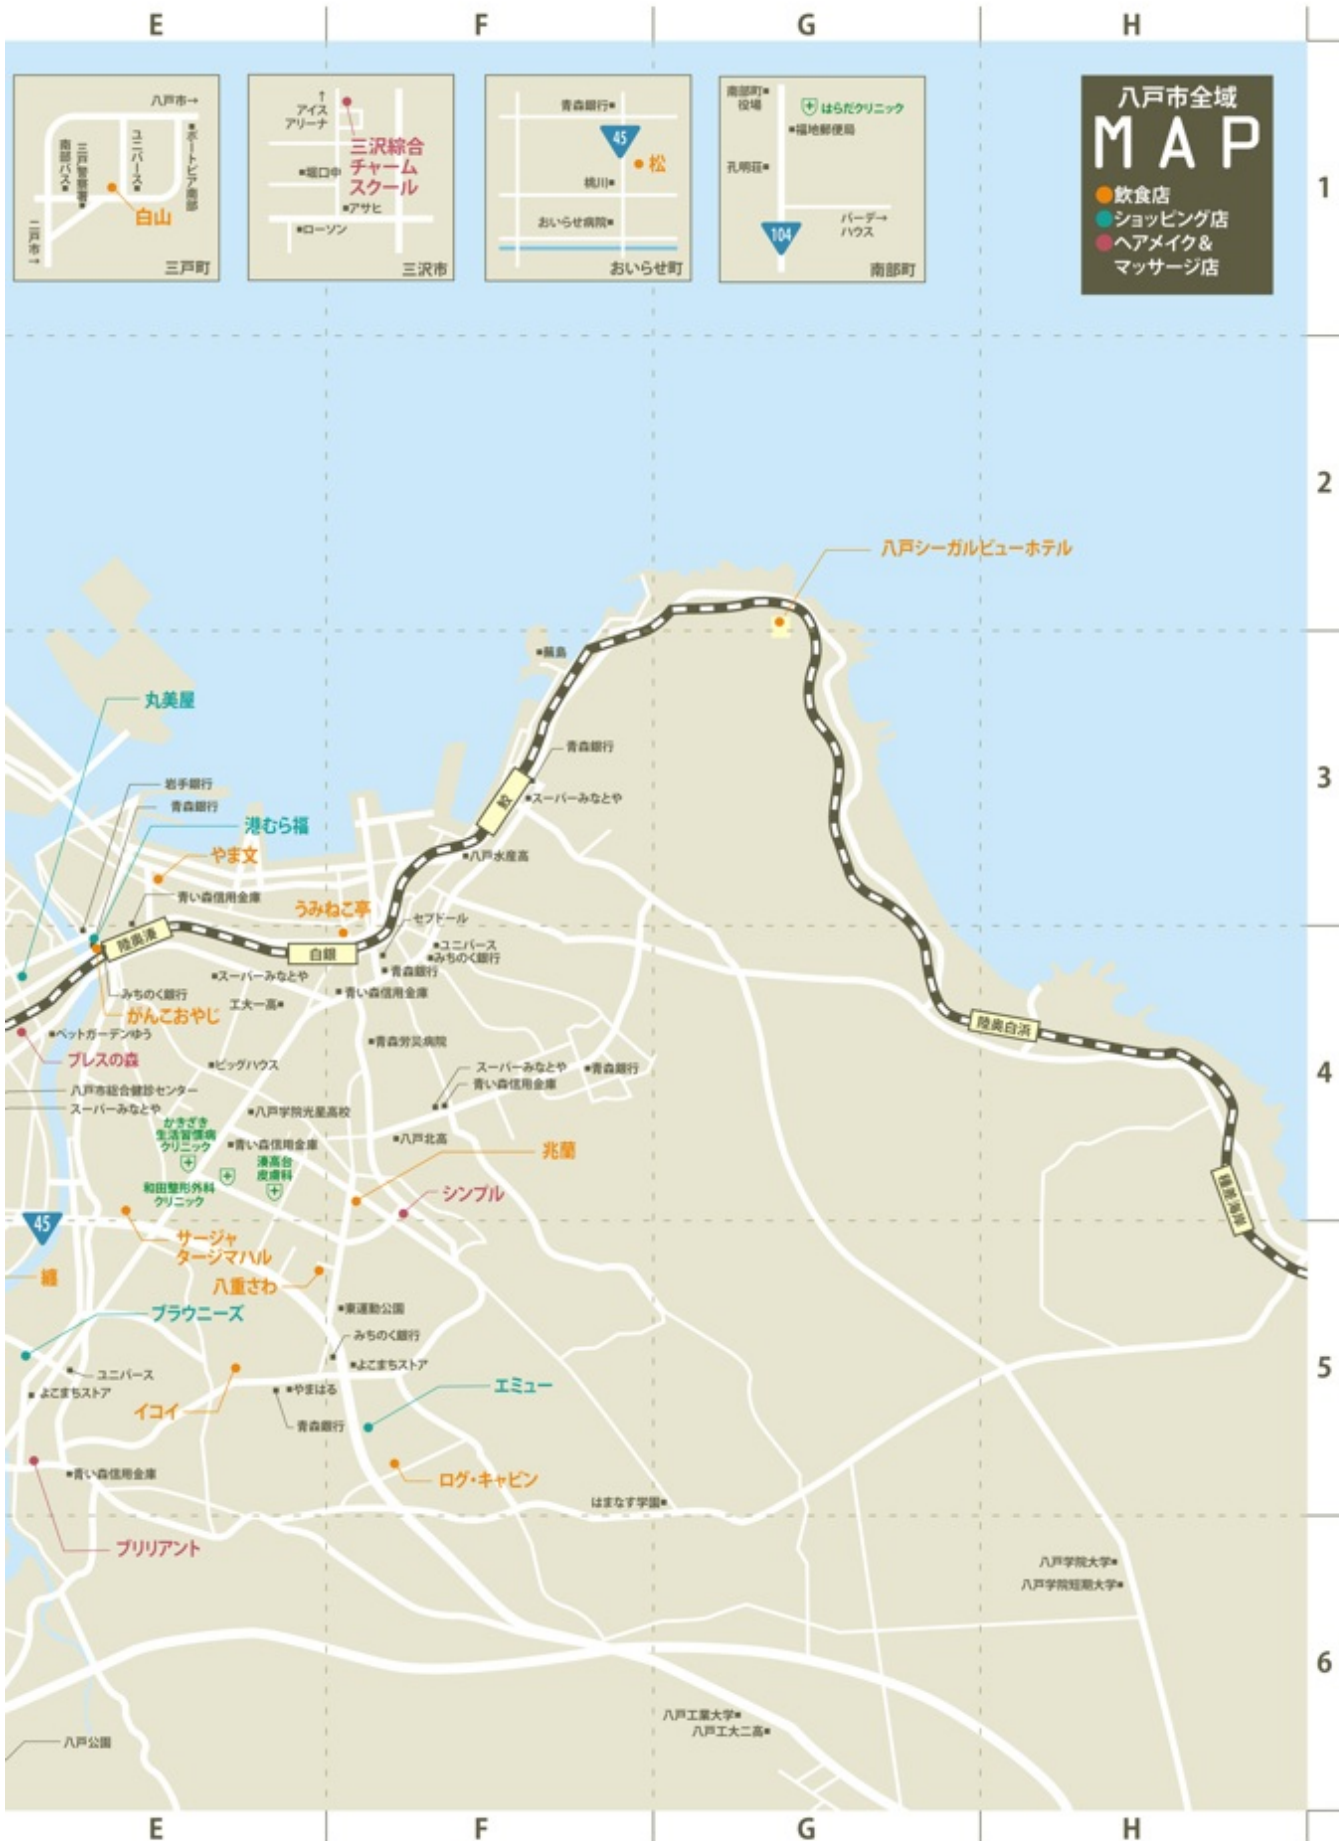 E
F
G
H
八戸市→
ユニバース
ポートピア南部
三戸警察署
南部バス
白山
二戸市→
三戸町
↑
アイス
アリーナ
三沢綜合
チャーム
スクール
堀口中
アサヒ
ローソン
三沢市
青森銀行
45
松
桃川
おいらせ病院
おいらせ町
南部町
役場
はらだクリニック
福地郵便局
孔明荘
バーデ→
ハウス
104
南部町
八戸市全域
MAP
飲食店
ショッピング店
ヘアメイク&
マッサージ店
1
2
八戸シーガルビューホテル
蕪島
丸美屋
青森銀行
3
岩手銀行
スーパーみなとや
青森銀行
鮫
港むら福
やま文
八戸水産高
青い森信用金庫
うみねこ亭
セブドール
陸奥湊
白銀
ユニバース
みちのく銀行
スーパーみなとや
青森銀行
みちのく銀行
青い森信用金庫
工大一高
がんこおやじ
陸奥白浜
ペットガーデンゆう
青森労災病院
ブレスの森
ビッグハウス
スーパーみなとや
青森銀行
4
青い森信用金庫
八戸市総合健診センター
スーパーみなとや
八戸学院光星高校
かきざき
生活習慣病
クリニック
青い森信用金庫
八戸北高
湊高台
皮膚科
兆蘭
和田整形外科
クリニック
シンプル
種差海岸
45
サージャ
タージマハル
纏
八重さわ
ブラウニーズ
東運動公園
みちのく銀行
よこまちストア
5
ユニバース
よこまちストア
やまはる
エミュー
イコイ
青森銀行
青い森信用金庫
ログ・キャビン
はまなす学園
ブリリアント
八戸学院大学
八戸学院短期大学
6
八戸工業大学
八戸工大二高
八戸公園
E
F
G
H